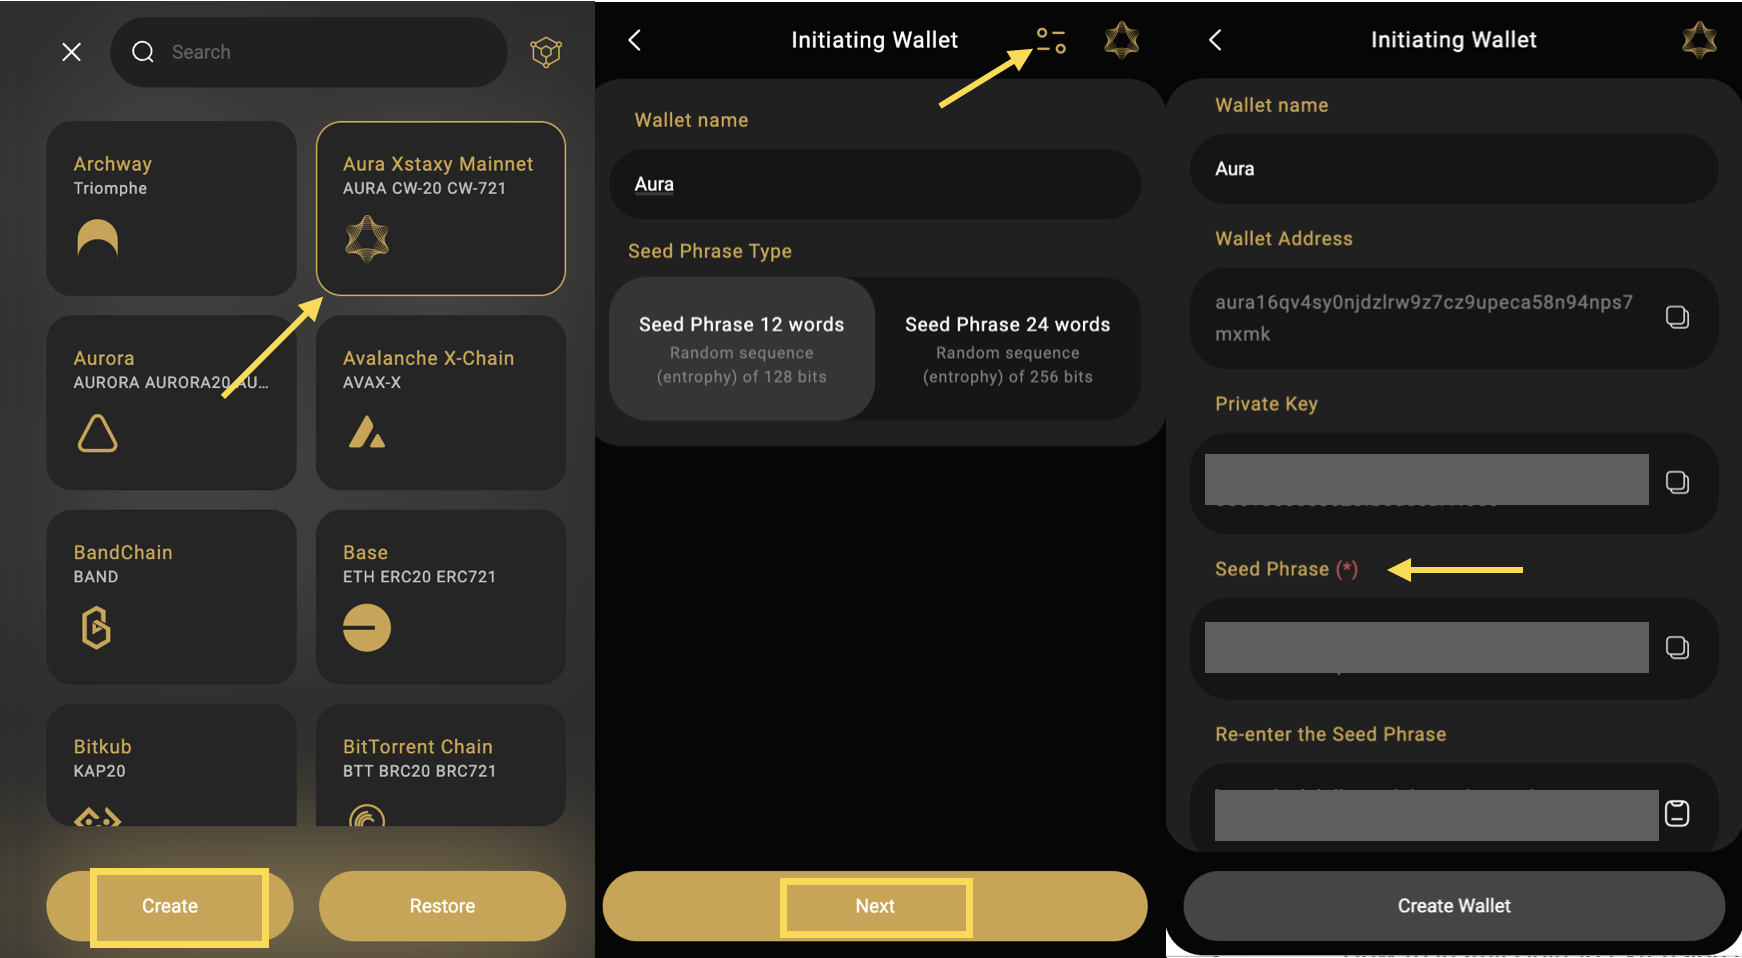 Search
Archway
Triomphe
Aura Xstaxy Mainnet
AURA CW-20 CW-721
Aurora
AURORA AURORA20 AU...
Avalanche X-Chain
AVAX-X
BandChain
BAND
Base
ETH ERC20 ERC721
Bitkub
KAP20
BitTorrent Chain
BTT BRC20 BRC721
Create
Restore
Initiating Wallet
Wallet name
Aura
Seed Phrase Type
Seed Phrase 12 words
Random sequence
(entrophy) of 128 bits
Seed Phrase 24 words
Random sequence
(entrophy) of 256 bits
Next
Initiating Wallet
Wallet name
Aura
Wallet Address
aura16qv4sy0njdzlrw9z7cz9upeca58n94nps7
mxmk
Private Key
Seed Phrase (*)
Re-enter the Seed Phrase
Create Wallet